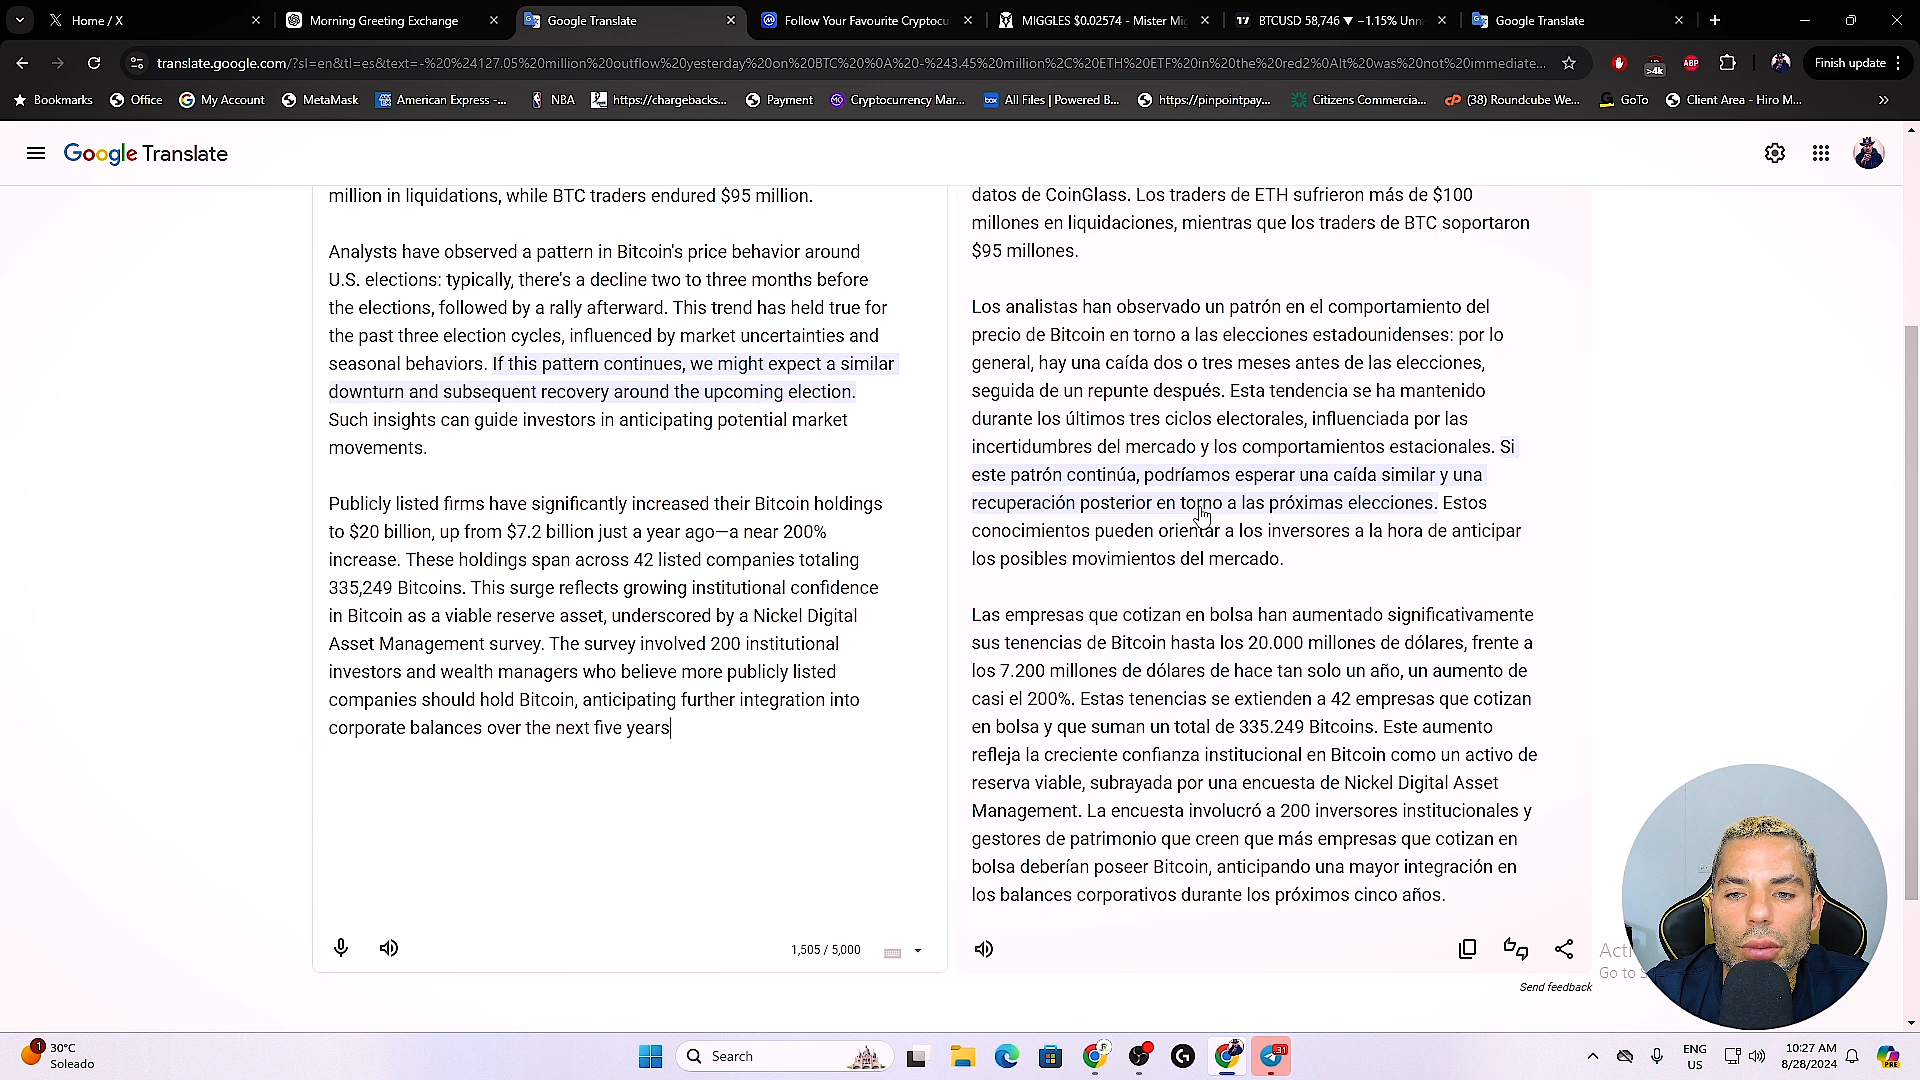 Home / X
Morning Greeting Exchange
Google Translate
Follow Your Favourite Cryptocu
MIGGLES $0.02574 - Mister Mi
BTCUSD 58,746 ▼ −1.15% Unn
Google Translate
translate.google.com/?sl=en&tl=es&text=-%20%24127.05%20million%20outflow%20yesterday%20on%20BTC%20%0A%20-%243.45%20million%2C%20ETH%20ETF%20in%20the%20red2%0Alt%20was%20not%20immediate...
>4k
ABP
Finish update
Bookmarks
Office
My Account
MetaMask
American Express -...
NBA
https://chargebacks...
Payment
Cryptocurrency Mar...
All Files | Powered B...
https://pinpointpay...
Citizens Commercia...
(38) Roundcube We...
GoTo
Client Area - Hiro M...
Google Translate
million in liquidations, while BTC traders endured $95 million.
Analysts have observed a pattern in Bitcoin's price behavior around
U.S. elections: typically, there's a decline two to three months before
the elections, followed by a rally afterward. This trend has held true for
the past three election cycles, influenced by market uncertainties and
seasonal behaviors. If this pattern continues, we might expect a similar
downturn and subsequent recovery around the upcoming election.
Such insights can guide investors in anticipating potential market
movements.
Publicly listed firms have significantly increased their Bitcoin holdings
to $20 billion, up from $7.2 billion just a year ago—a near 200%
increase. These holdings span across 42 listed companies totaling
335,249 Bitcoins. This surge reflects growing institutional confidence
in Bitcoin as a viable reserve asset, underscored by a Nickel Digital
Asset Management survey. The survey involved 200 institutional
investors and wealth managers who believe more publicly listed
companies should hold Bitcoin, anticipating further integration into
corporate balances over the next five years
1,505 / 5,000
datos de CoinGlass. Los traders de ETH sufrieron más de $100
millones en liquidaciones, mientras que los traders de BTC soportaron
$95 millones.
Los analistas han observado un patrón en el comportamiento del
precio de Bitcoin en torno a las elecciones estadounidenses: por lo
general, hay una caída dos o tres meses antes de las elecciones,
seguida de un repunte después. Esta tendencia se ha mantenido
durante los últimos tres ciclos electorales, influenciada por las
incertidumbres del mercado y los comportamientos estacionales. Si
este patrón continúa, podríamos esperar una caída similar y una
recuperación posterior en torno a las próximas elecciones. Estos
conocimientos pueden orientar a los inversores a la hora de anticipar
los posibles movimientos del mercado.
Las empresas que cotizan en bolsa han aumentado significativamente
sus tenencias de Bitcoin hasta los 20.000 millones de dólares, frente a
los 7.200 millones de dólares de hace tan solo un año, un aumento de
casi el 200%. Estas tenencias se extienden a 42 empresas que cotizan
en bolsa y que suman un total de 335.249 Bitcoins. Este aumento
refleja la creciente confianza institucional en Bitcoin como un activo de
reserva viable, subrayada por una encuesta de Nickel Digital Asset
Management. La encuesta involucró a 200 inversores institucionales y
gestores de patrimonio que creen que más empresas que cotizan en
bolsa deberían poseer Bitcoin, anticipando una mayor integración en
los balances corporativos durante los próximos cinco años.
Send feedback
Go to
30°C
Soleado
Search
31
ENG
US
10:27 AM
8/28/2024